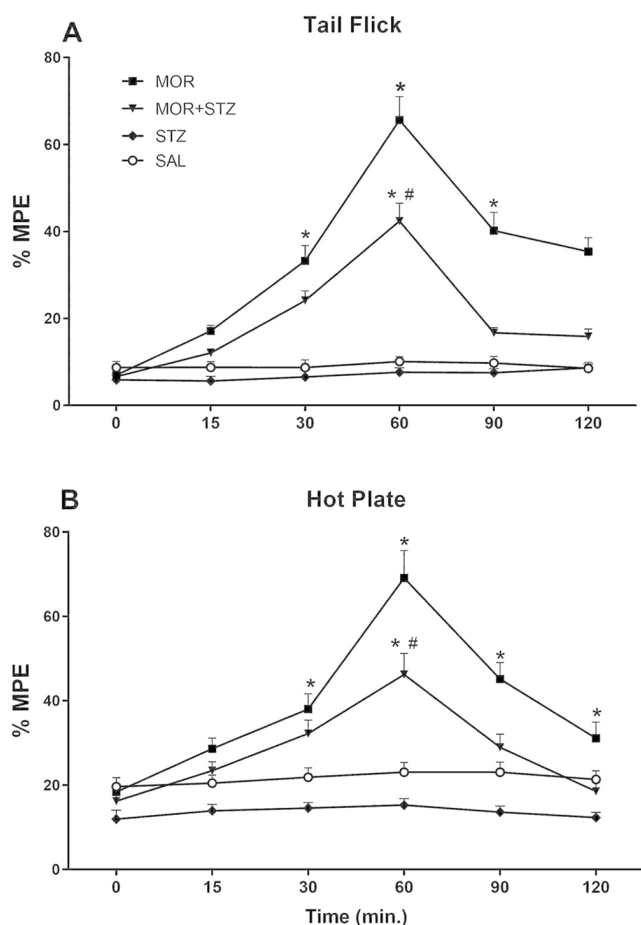 A
Tail Flick
80
60
40
20
0
% MPE
MOR
MOR+STZ
STZ
SAL
*
*
* #
*
0 15 30 60 90 120
B
Hot Plate
80
60
40
20
0
% MPE
*
*
* #
*
*
0 15 30 60 90 120
Time (min.)